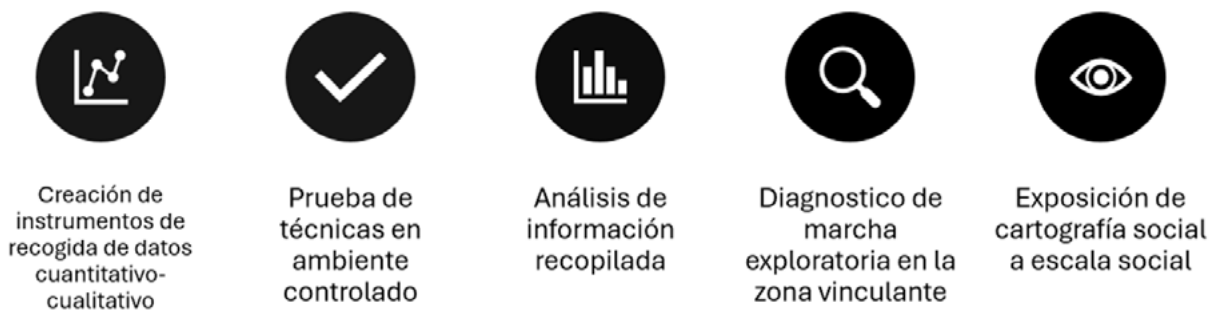 Creación de
instrumentos de
recogida de datos
cuantitativo-
cualitativo
Prueba de
técnicas en
ambiente
controlado
Análisis de
información
recopilada
Diagnostico de
marcha
exploratoria en la
zona vinculante
Exposición de
cartografía social
a escala social